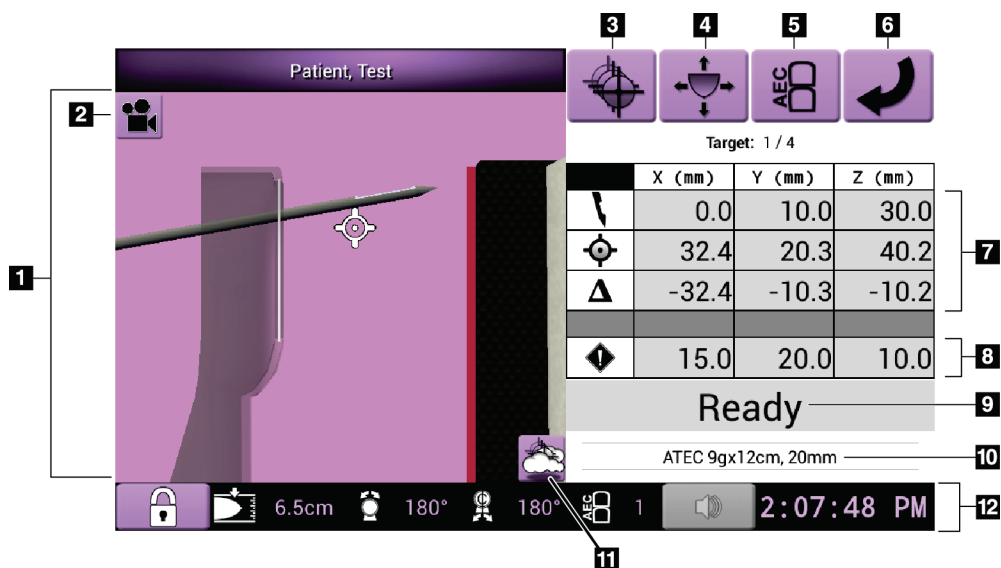 3 4 5 6
Patient, Test
AEC
1
2
Target: 1 / 4
X (mm) Y (mm) Z (mm)
0.0 10.0 30.0
32.4 20.3 40.2
Δ -32.4 -10.3 -10.2
7
! 15.0 20.0 10.0
8
Ready
9
ATEC 9gx12cm, 20mm
10
6.5cm 180° C 180° AEC 1 2:07:48 PM
12
11